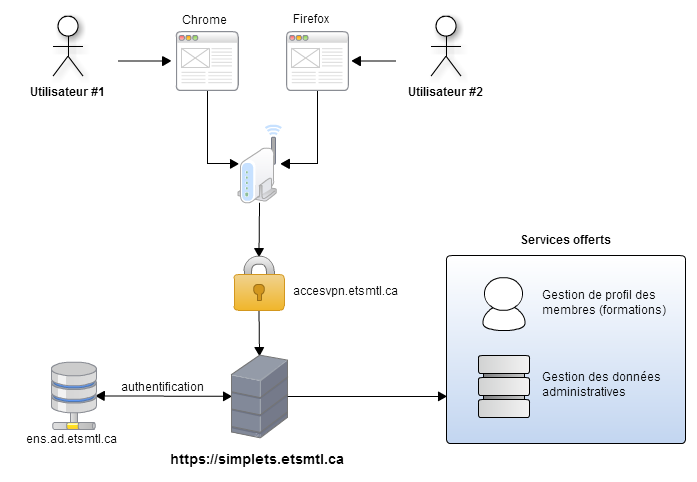 Chrome
Firefox
Utilisateur #1
Utilisateur #2
Services offerts
accesvpn.etsmtl.ca
Gestion de profil des
membres (formations)
Gestion des données
administratives
authentification
ens.ad.etsmtl.ca
https://simplets.etsmtl.ca